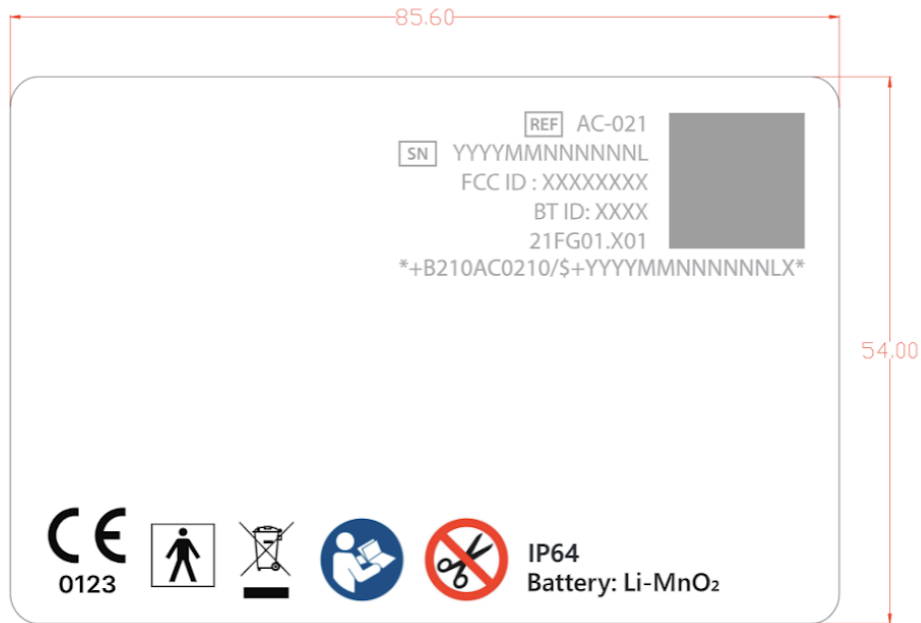 85.60
REF AC-021
SN YYYYMMNNNNNNL
FCC ID : XXXXXXXX
BT ID: XXXX
21FG01.X01
*+B210AC0210/$+YYYYMMNNNNNNLX*
54.00
CE
0123
IP64
Battery: Li-MnO₂